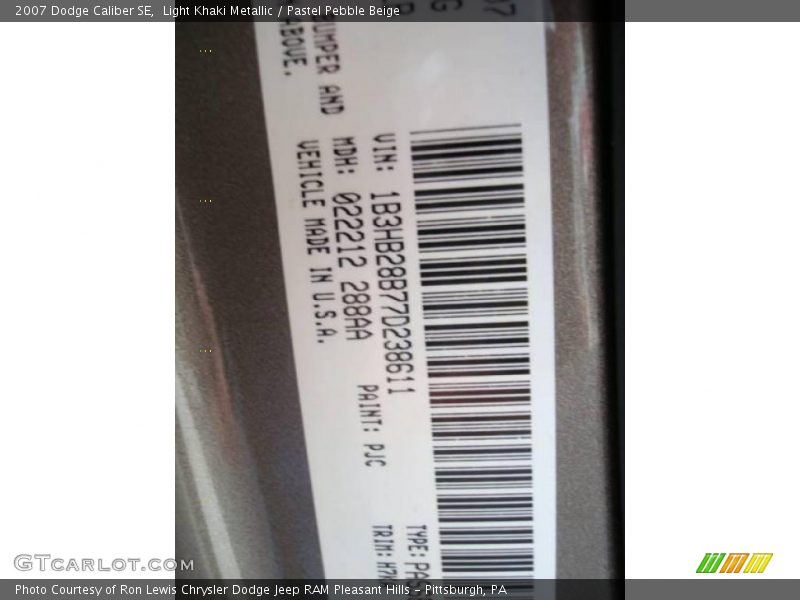 2007 Dodge Caliber SE,  Light Khaki Metallic / Pastel Pebble Beige
BUMPER AND
ABOVE.
VIN: 1B3HB28B77D238611
MDH: 022212 288AA
PAINT: PJC
VEHICLE MADE IN U.S.A.
TYPE:
TRIM:
GTcarlot.com
Photo Courtesy of Ron Lewis Chrysler Dodge Jeep RAM Pleasant Hills – Pittsburgh, PA